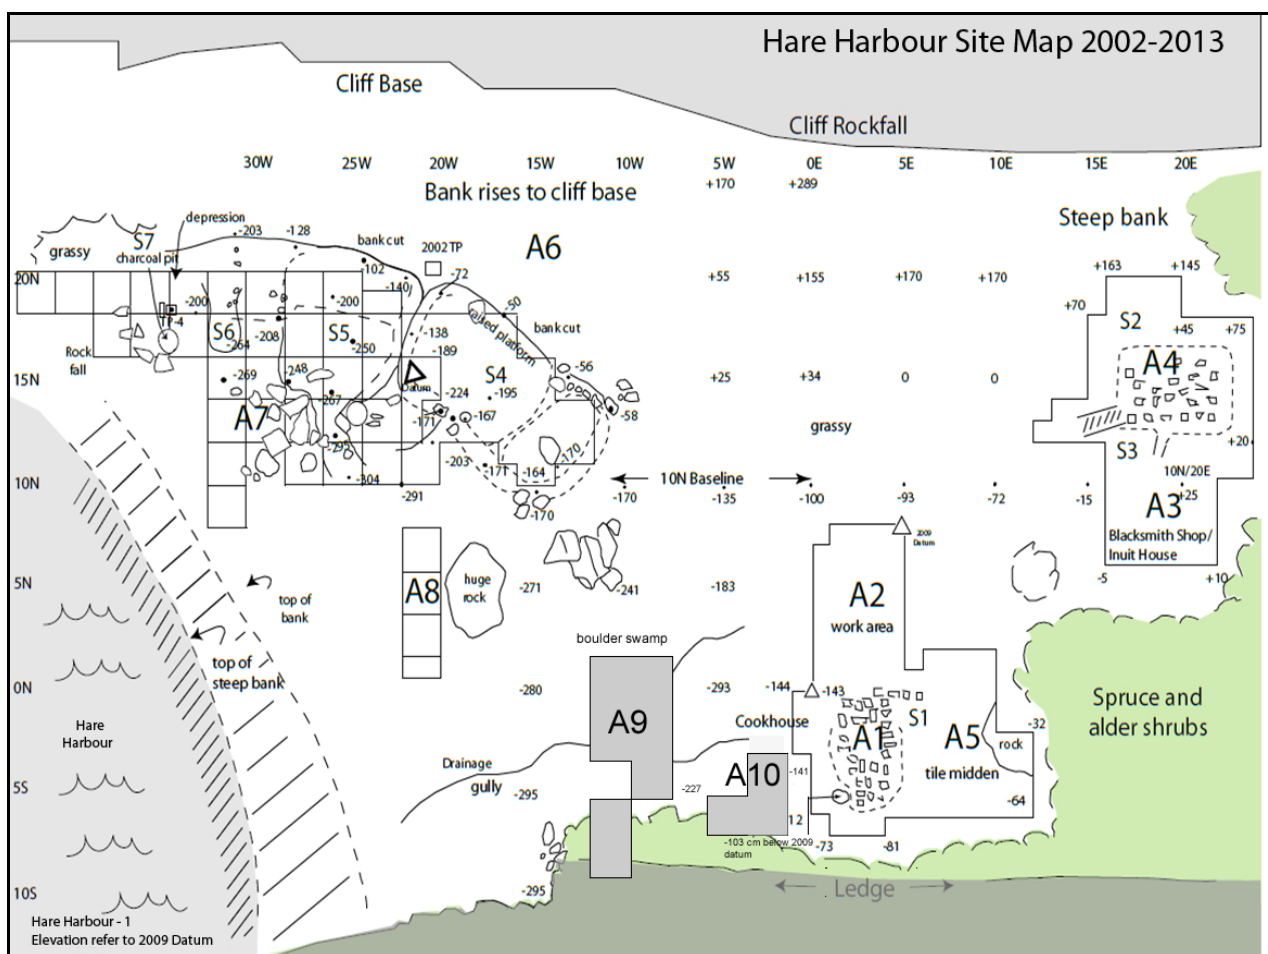 Hare Harbour Site Map 2002-2013
Cliff Base
Cliff Rockfall
30W 25W 20W 15W 10W 5W 0E 5E 10E 15E 20E
Bank rises to cliff base
+170 +289
Steep bank
depression
grassy
S7
charcoal pit
-203 -128
bank cut
2002 TP
A6
20N
-102
-140
-72
+55 +155 +170 +170
+163 +145
-200
-200
-50
+70
TP-4
S6
-208
S5
-138
raised platform
bank cut
S2
+45 +75
Rock
fall
-264
-250
-189
-56
A4
15N
-269
-248
Datum
S4
+25 +34 0 0
-267
-224
-195
A7
-171
-167
-58
grassy
-295
S3
+20
-203
-171
-164
-170
10N/20E
10N
-304
-291
-170
10N Baseline
-170 -135 -100 -93 -72 -15
+25
A3
2009
Datum
Blacksmith Shop/
Inuit House
-5 +10
5N
A8
huge
rock
-271
-241
-183
A2
work area
top of
bank
boulder swamp
top of
steep bank
0N
-280
-293
-144
-143
Hare
Harbour
A9
Cookhouse
S1
-32
A1
A5
rock
Drainage
gully
A10
-141
tile midden
5S
-295
-227
-64
12
-103 cm below 2009
datum
-73 -81
10S
-295
Ledge
Spruce and
alder shrubs
Hare Harbour - 1
Elevation refer to 2009 Datum